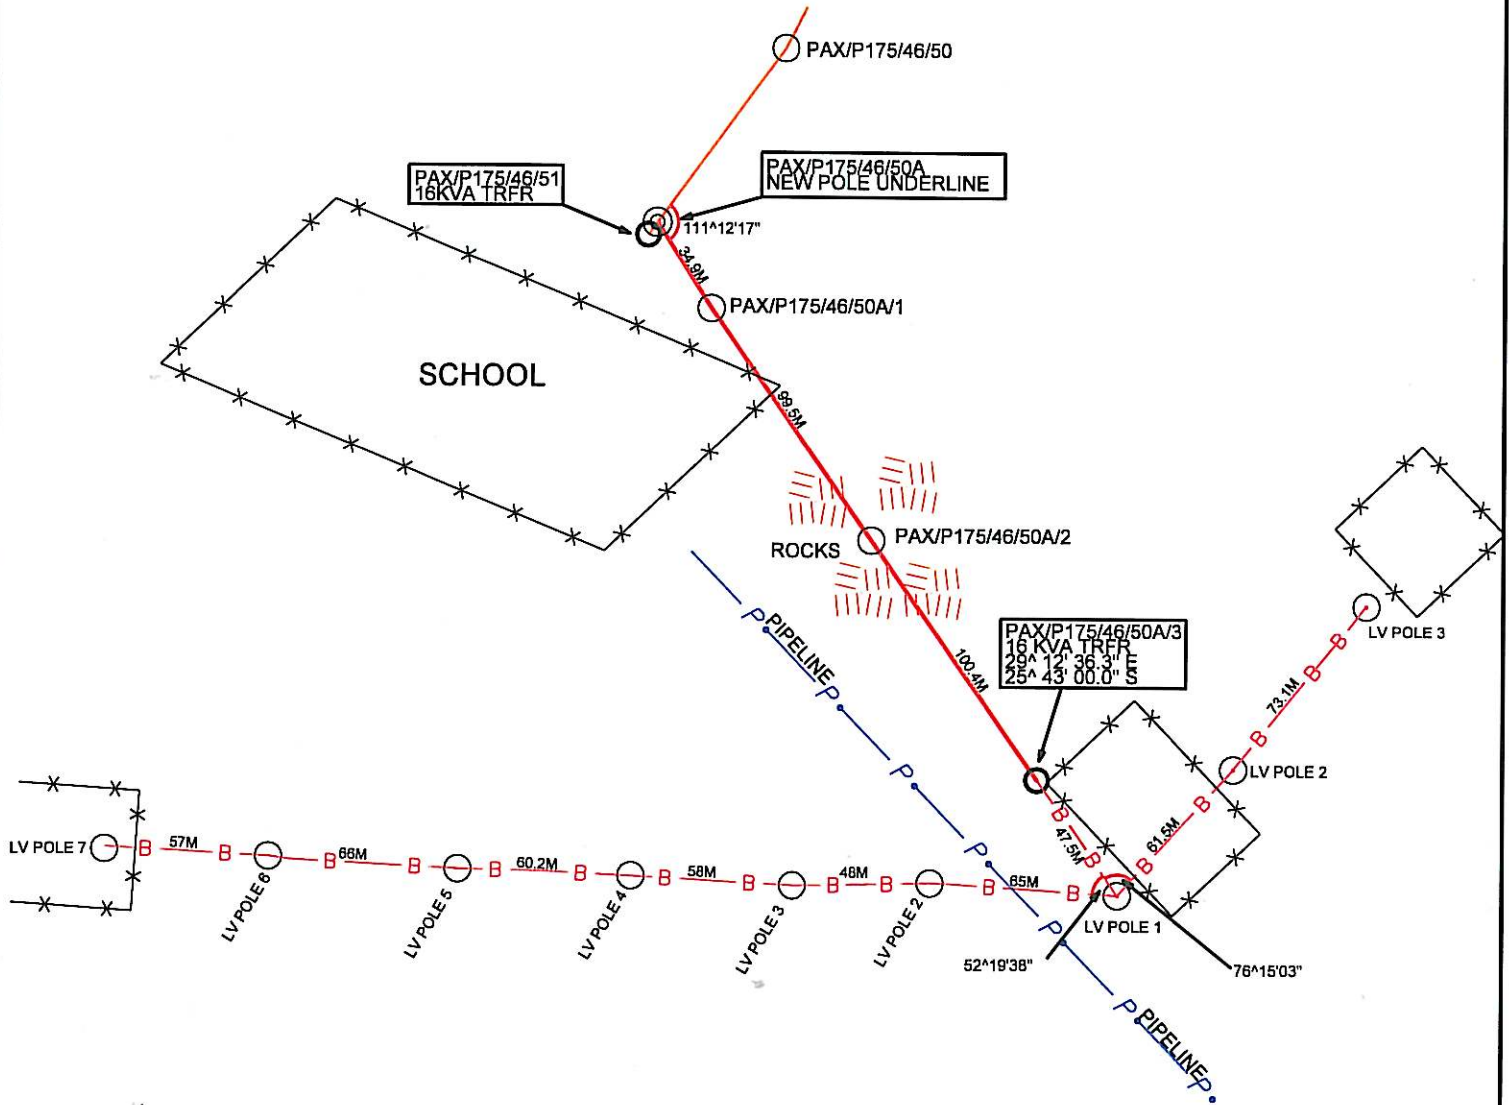 PAX/P175/46/50
PAX/P175/46/51
16KVA TRFR
PAX/P175/46/50A
NEW POLE UNDERLINE
111^12'17"
34.9M
PAX/P175/46/50A/1
SCHOOL
99.5M
PAX/P175/46/50A/2
ROCKS
P
PIPELINE
P
P
P
P
P
PIPELINE
P
100.4M
PAX/P175/46/50A/3
16 KVA TRFR
29^ 12' 36.3" E
25^ 43' 00.0" S
LV POLE 3
B
B
73.1M
B
LV POLE 2
B
61.5M
B
B
47.5M
B
LV POLE 7
B
57M
B
LV POLE 6
B
66M
B
LV POLE 5
B
60.2M
B
LV POLE 4
B
58M
B
LV POLE 3
B
48M
B
LV POLE 2
B
65M
B
LV POLE 1
52^19'38"
76^15'03"